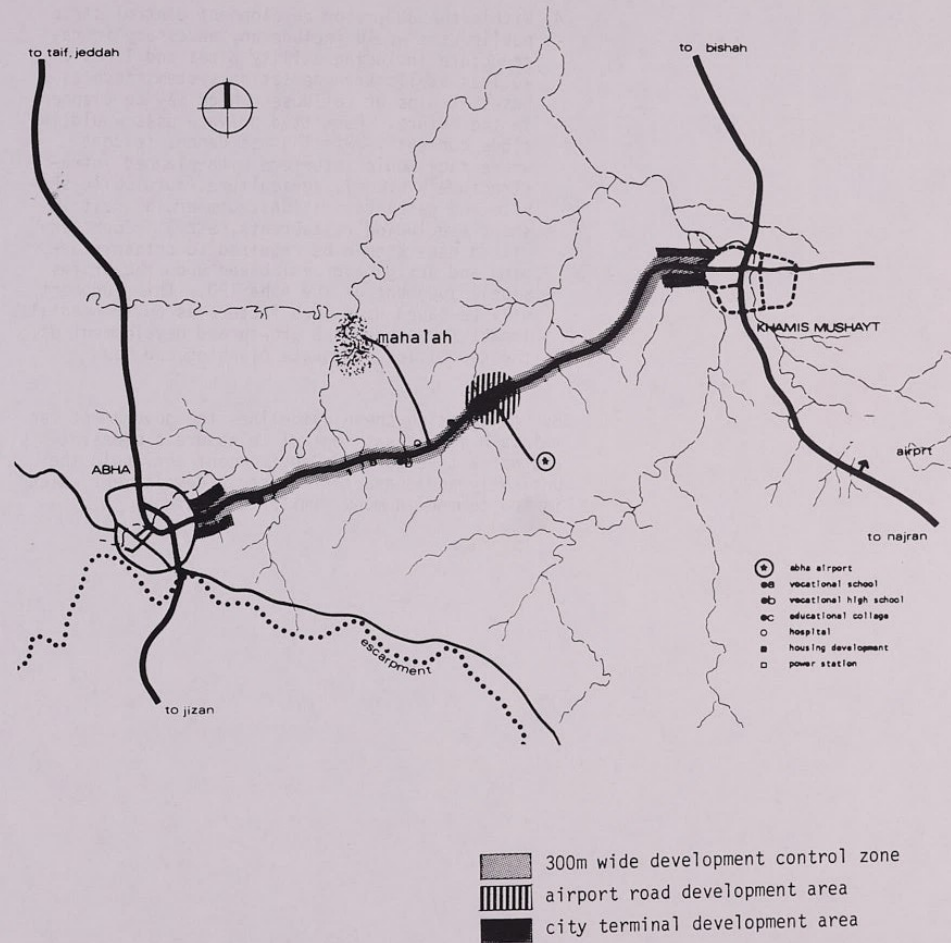 to taif, jeddah
to bishah
mahalah
KHAMIS MUSHAYT
ABHA
airprt
to najran
escarpment
to jizan
abha airport
a vocational school
b vocational high school
c educational collage
hospital
housing development
power station
300m wide development control zone
airport road development area
city terminal development area